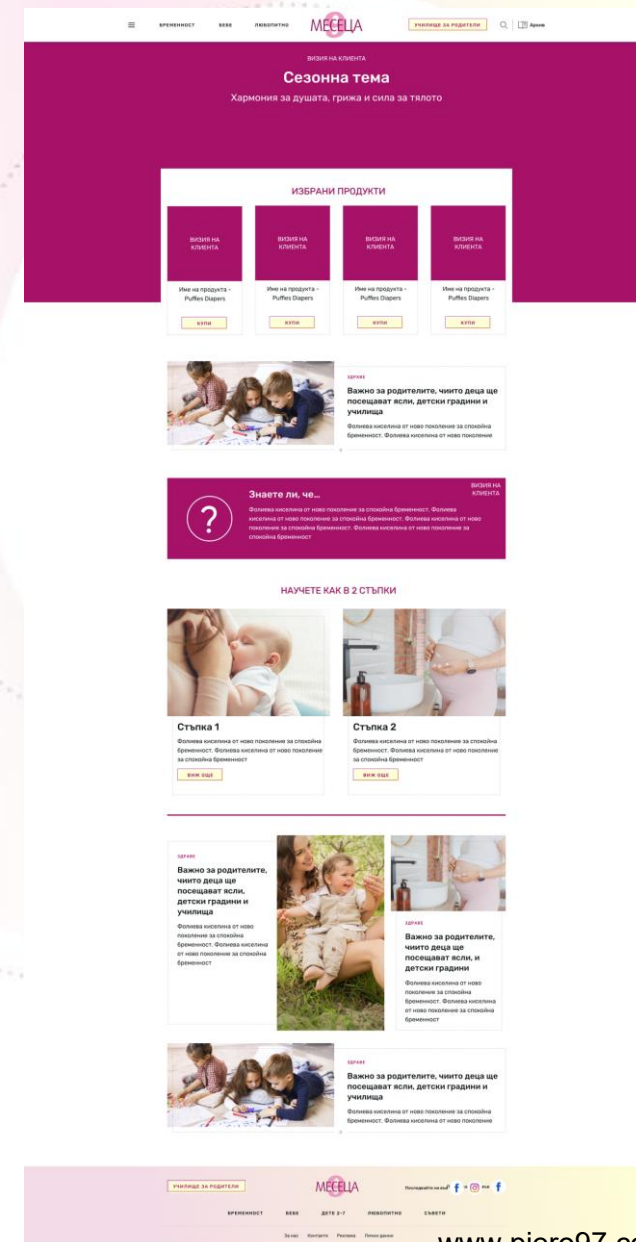 БРЕМЕННОСТ БЕБЕ ЛЮБОПИТНО 9 МЕСЕЦА УЧИЛИЩЕ ЗА РОДИТЕЛИ Архив
ВИЗИЯ НА КЛИЕНТА
Сезонна тема
Хармония за душата, грижа и сила за тялото
ИЗБРАНИ ПРОДУКТИ
ВИЗИЯ НА КЛИЕНТА
Име на продукта -
Puffies Diapers
КУПИ
ВИЗИЯ НА КЛИЕНТА
Име на продукта -
Puffies Diapers
КУПИ
ВИЗИЯ НА КЛИЕНТА
Име на продукта -
Puffies Diapers
КУПИ
ВИЗИЯ НА КЛИЕНТА
Име на продукта -
Puffies Diapers
КУПИ
ЗДРАВЕ
Важно за родителите, чиито деца ще
посещават ясли, детски градини и
училища
Фолиева киселина от ново поколение за спокойна
бременност. Фолиева киселина от ново поколение
ВИЗИЯ НА
КЛИЕНТА
Знаете ли, че...
Фолиева киселина от ново поколение за спокойна бременност. Фолиева
киселина от ново поколение за спокойна бременност. Фолиева киселина от ново
поколение за спокойна бременност. Фолиева киселина от ново поколение за
спокойна бременност
НАУЧЕТЕ КАК В 2 СТЪПКИ
Стъпка 1
Фолиева киселина от ново поколение за спокойна
бременност. Фолиева киселина от ново поколение
за спокойна бременност
ВИЖ ОЩЕ
Стъпка 2
Фолиева киселина от ново поколение за спокойна
бременност. Фолиева киселина от ново поколение
за спокойна бременност
ВИЖ ОЩЕ
ЗДРАВЕ
Важно за родителите,
чиито деца ще
посещават ясли,
детски градини и
училища
Фолиева киселина от ново
поколение за спокойна
бременност. Фолиева киселина
от ново поколение за спокойна
бременност
ЗДРАВЕ
Важно за родителите,
чиито деца ще
посещават ясли, и
детски градини
Фолиева киселина от ново
поколение за спокойна
бременност. Фолиева киселина
от ново поколение за спокойна
бременност
ЗДРАВЕ
Важно за родителите, чиито деца ще
посещават ясли, детски градини и
училища
Фолиева киселина от ново поколение за спокойна
бременност. Фолиева киселина от ново поколение
УЧИЛИЩЕ ЗА РОДИТЕЛИ 9 МЕСЕЦА Последвайте ни във
БРЕМЕННОСТ БЕБЕ ДЕТЕ 2-7 ЛЮБОПИТНО СЪВЕТИ
За нас Контакти Реклама Лични данни